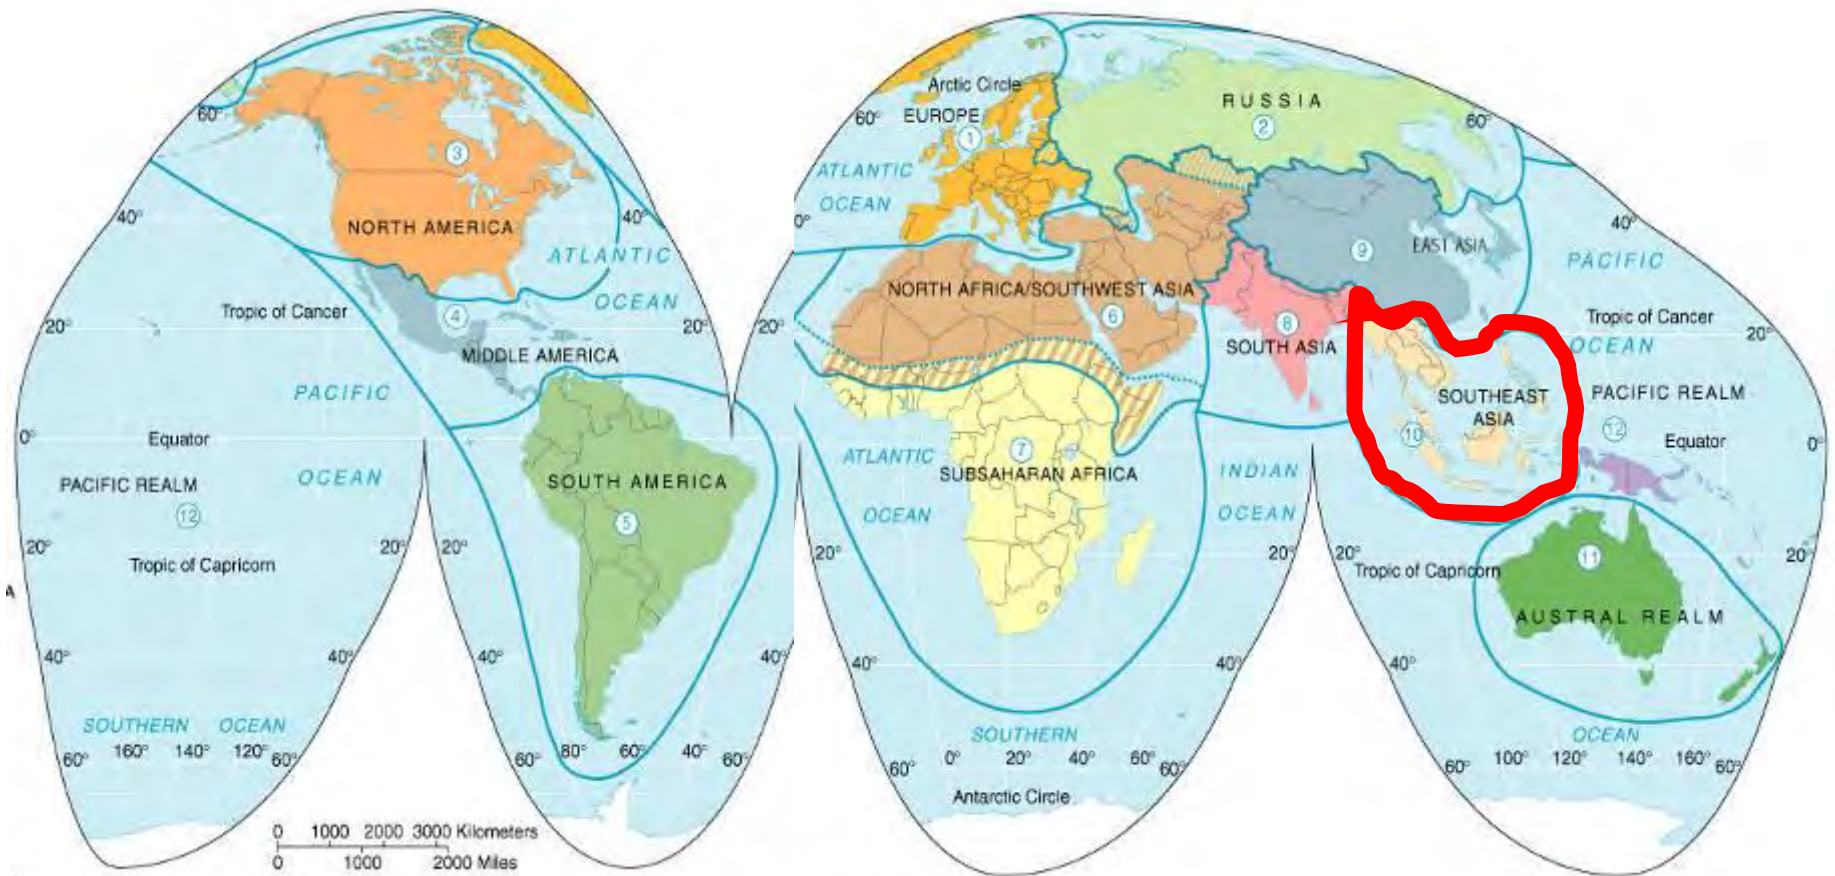 Arctic Circle
EUROPE
1
RUSSIA
2
60°
60°
60°
3
ATLANTIC
OCEAN
40°
40°
0°
40°
NORTH AMERICA
ATLANTIC
OCEAN
9
EAST ASIA
PACIFIC
OCEAN
NORTH AFRICA/SOUTHWEST ASIA
6
Tropic of Cancer
4
20°
20°
20°
8
SOUTH ASIA
Tropic of Cancer
20°
MIDDLE AMERICA
PACIFIC
OCEAN
SOUTHEAST
ASIA
10
PACIFIC REALM
12
0°
Equator
Equator
0°
PACIFIC REALM
12
SOUTH AMERICA
5
ATLANTIC
OCEAN
7
SUBSAHARAN AFRICA
INDIAN
OCEAN
20°
20°
20°
20°
20°
20°
20°
Tropic of Capricorn
Tropic of Capricorn
11
AUSTRAL REALM
A
40°
40°
40°
40°
40°
40°
40°
SOUTHERN OCEAN
SOUTHERN
OCEAN
60° 160° 140° 120° 60°
60° 80° 60° 40° 60°
60° 0° 20° 40° 60° 60°
60° 100° 120° 140° 160° 60°
Antarctic Circle
0 1000 2000 3000 Kilometers
0 1000 2000 Miles